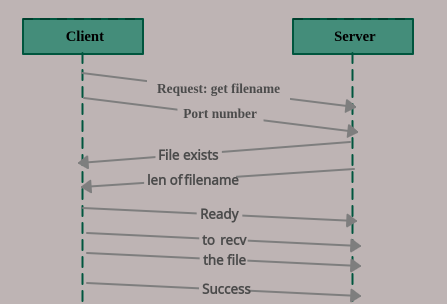 Client
Server
Request: get filename
Port number
File exists
len of filename
Ready
to recv
the file
Success